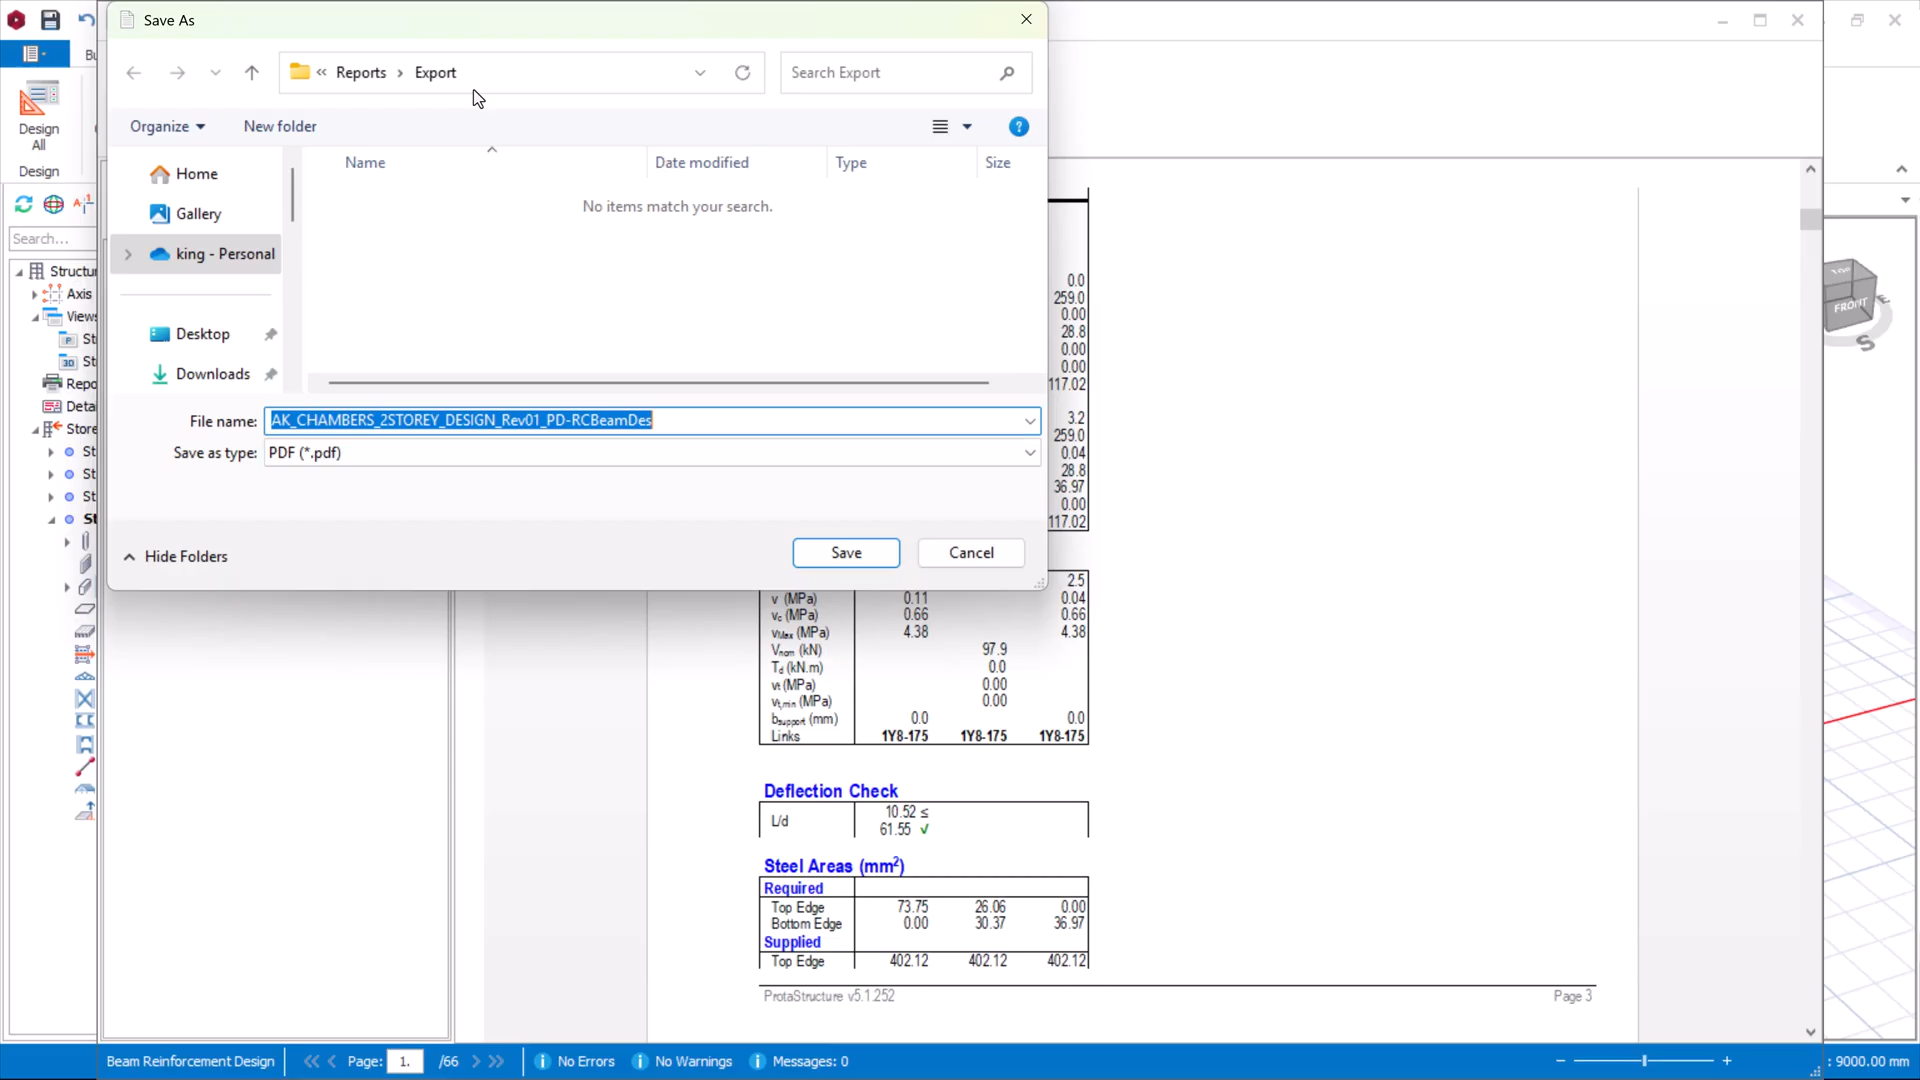 Save As
Bu
« Reports > Export
Search Export
Design
All
Design
Organize
New folder
Name
Date modified
Type
Size
No items match your search.
Home
Gallery
king - Personal
Desktop
Downloads
File name: AK_CHAMBERS_2STOREY_DESIGN_Rev01_PD-RCBeamDes
Save as type: PDF (*.pdf)
Hide Folders
Save
Cancel
Search...
Structu
Axis
Views
St
St
Repo
Deta
Store
St
St
St
St
TOP
FRONT
E
S
0.0
259.0
0.00
28.8
0.00
0.00
117.02
3.2
259.0
0.04
28.8
36.97
0.00
117.02
2.5
v (MPa) 0.11 0.04
vc (MPa) 0.66 0.66
vMax (MPa) 4.38 4.38
Vnom (kN) 97.9
Td (kN.m) 0.0
vt (MPa) 0.00
vt,min (MPa) 0.00
bsupport (mm) 0.0 0.0
Links 1Y8-175 1Y8-175 1Y8-175
Deflection Check
L/d 10.52 ≤
61.55 √
Steel Areas (mm²)
Required
Top Edge 73.75 26.06 0.00
Bottom Edge 0.00 30.37 36.97
Supplied
Top Edge 402.12 402.12 402.12
ProtaStructure v5.1.252
Page 3
Beam Reinforcement Design
Page: 1. /66
No Errors
No Warnings
Messages: 0
: 9000.00 mm